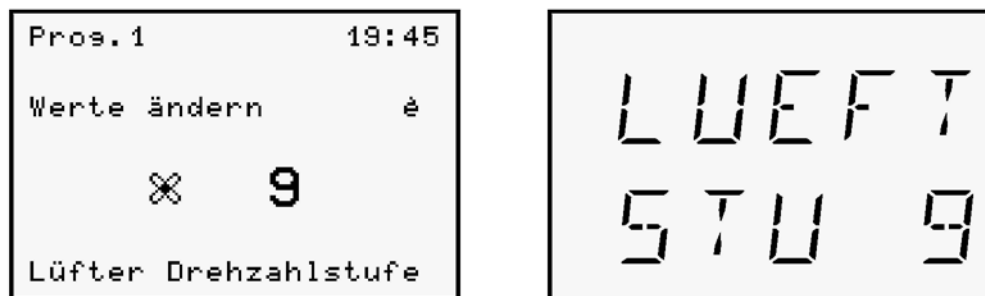 Prog.1 19:45
Werte ändern è
9
Lüfter Drehzahlstufe
LUEFT
STU 9